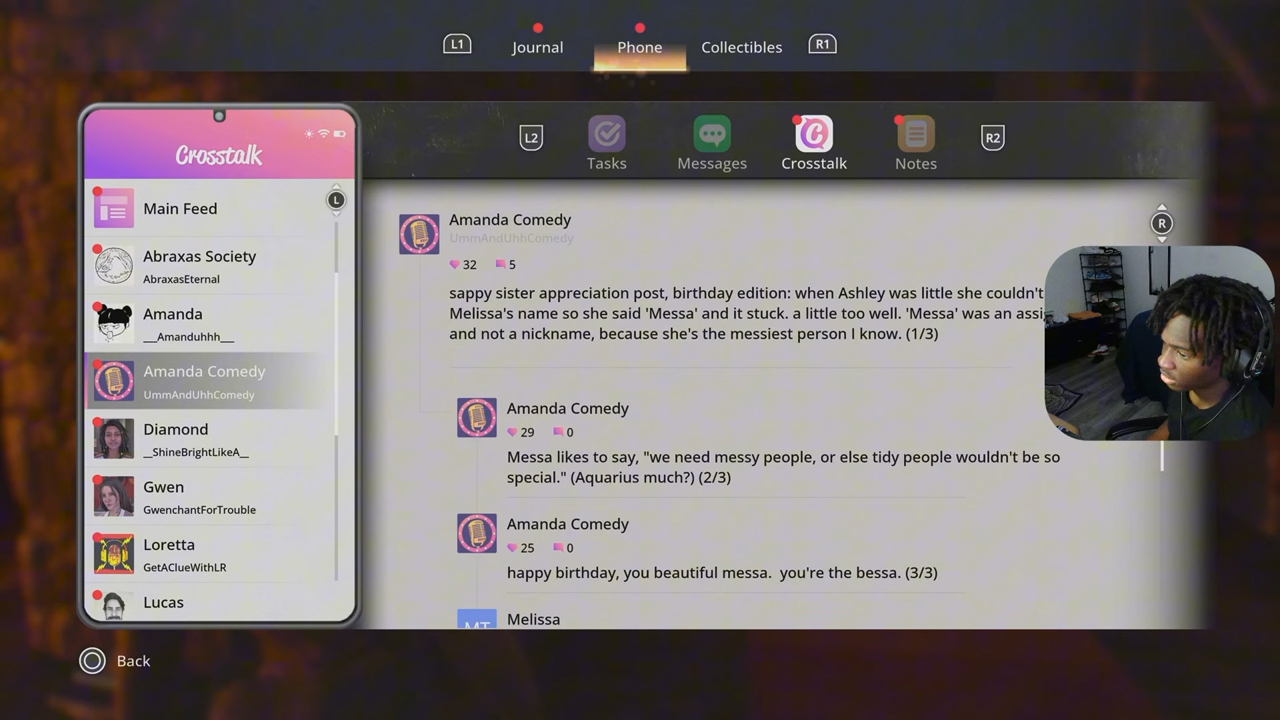 L1
Journal
Phone
Collectibles
R1
L2
Tasks
Messages
Crosstalk
Notes
R2
Crosstalk
L
Main Feed
Abraxas Society
AbraxasEternal
Amanda
___Amanduhhh___
Amanda Comedy
UmmAndUhhComedy
Diamond
__ShineBrightLikeA__
Gwen
GwenchantForTrouble
Loretta
GetAClueWithLR
Lucas
Amanda Comedy
UmmAndUhhComedy
32
5
R
sappy sister appreciation post, birthday edition: when Ashley was little she couldn't
Melissa's name so she said 'Messa' and it stuck. a little too well. 'Messa' was an
and not a nickname, because she's the messiest person I know. (1/3)
Amanda Comedy
29
0
Messa likes to say, "we need messy people, or else tidy people wouldn't be so
special." (Aquarius much?) (2/3)
Amanda Comedy
25
0
happy birthday, you beautiful messa. you're the bessa. (3/3)
MT
Melissa
Back